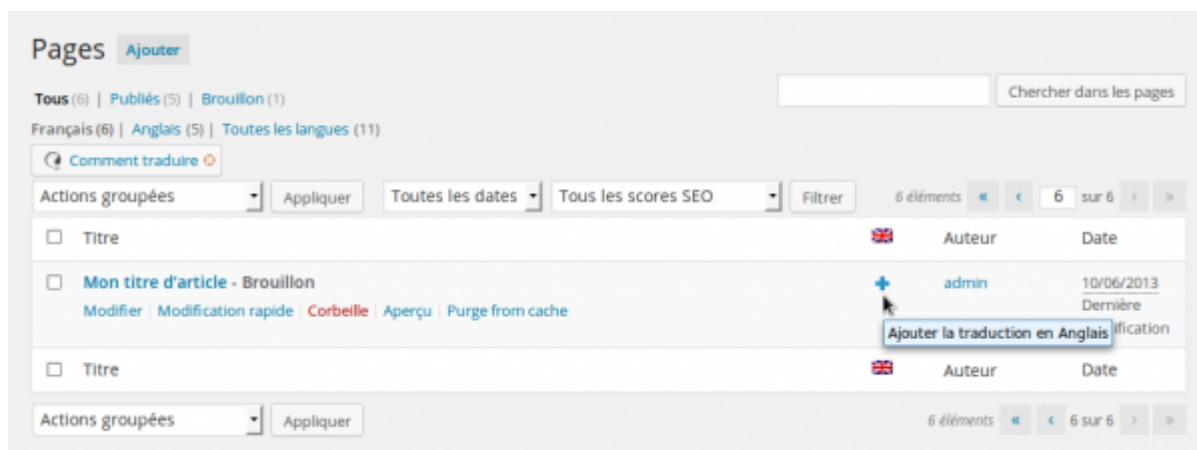 Pages Ajouter
Tous (6) | Publiés (5) | Brouillon (1)
Chercher dans les pages
Français (6) | Anglais (5) | Toutes les langues (11)
Comment traduire
Actions groupées Appliquer Toutes les dates Tous les scores SEO Filtrer 6 éléments « ‹ 6 sur 6 › »
Titre Auteur Date
Mon titre d'article - Brouillon admin 10/06/2013
Modifier | Modification rapide | Corbeille | Aperçu | Purge from cache Dernière
Ajouter la traduction en Anglais ification
Titre Auteur Date
Actions groupées Appliquer 6 éléments « ‹ 6 sur 6 › »